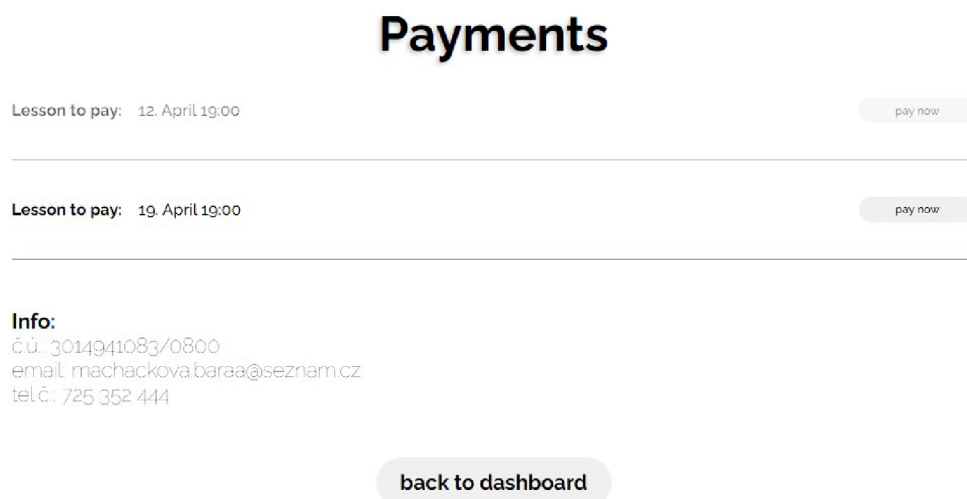 Payments
Lesson to pay: 12. April 19:00 pay now
Lesson to pay: 19. April 19:00 pay now
Info:
č.ú.: 3014941083/0800
email: machackova.baraa@seznam.cz
tel.č.: 725 352 444
back to dashboard